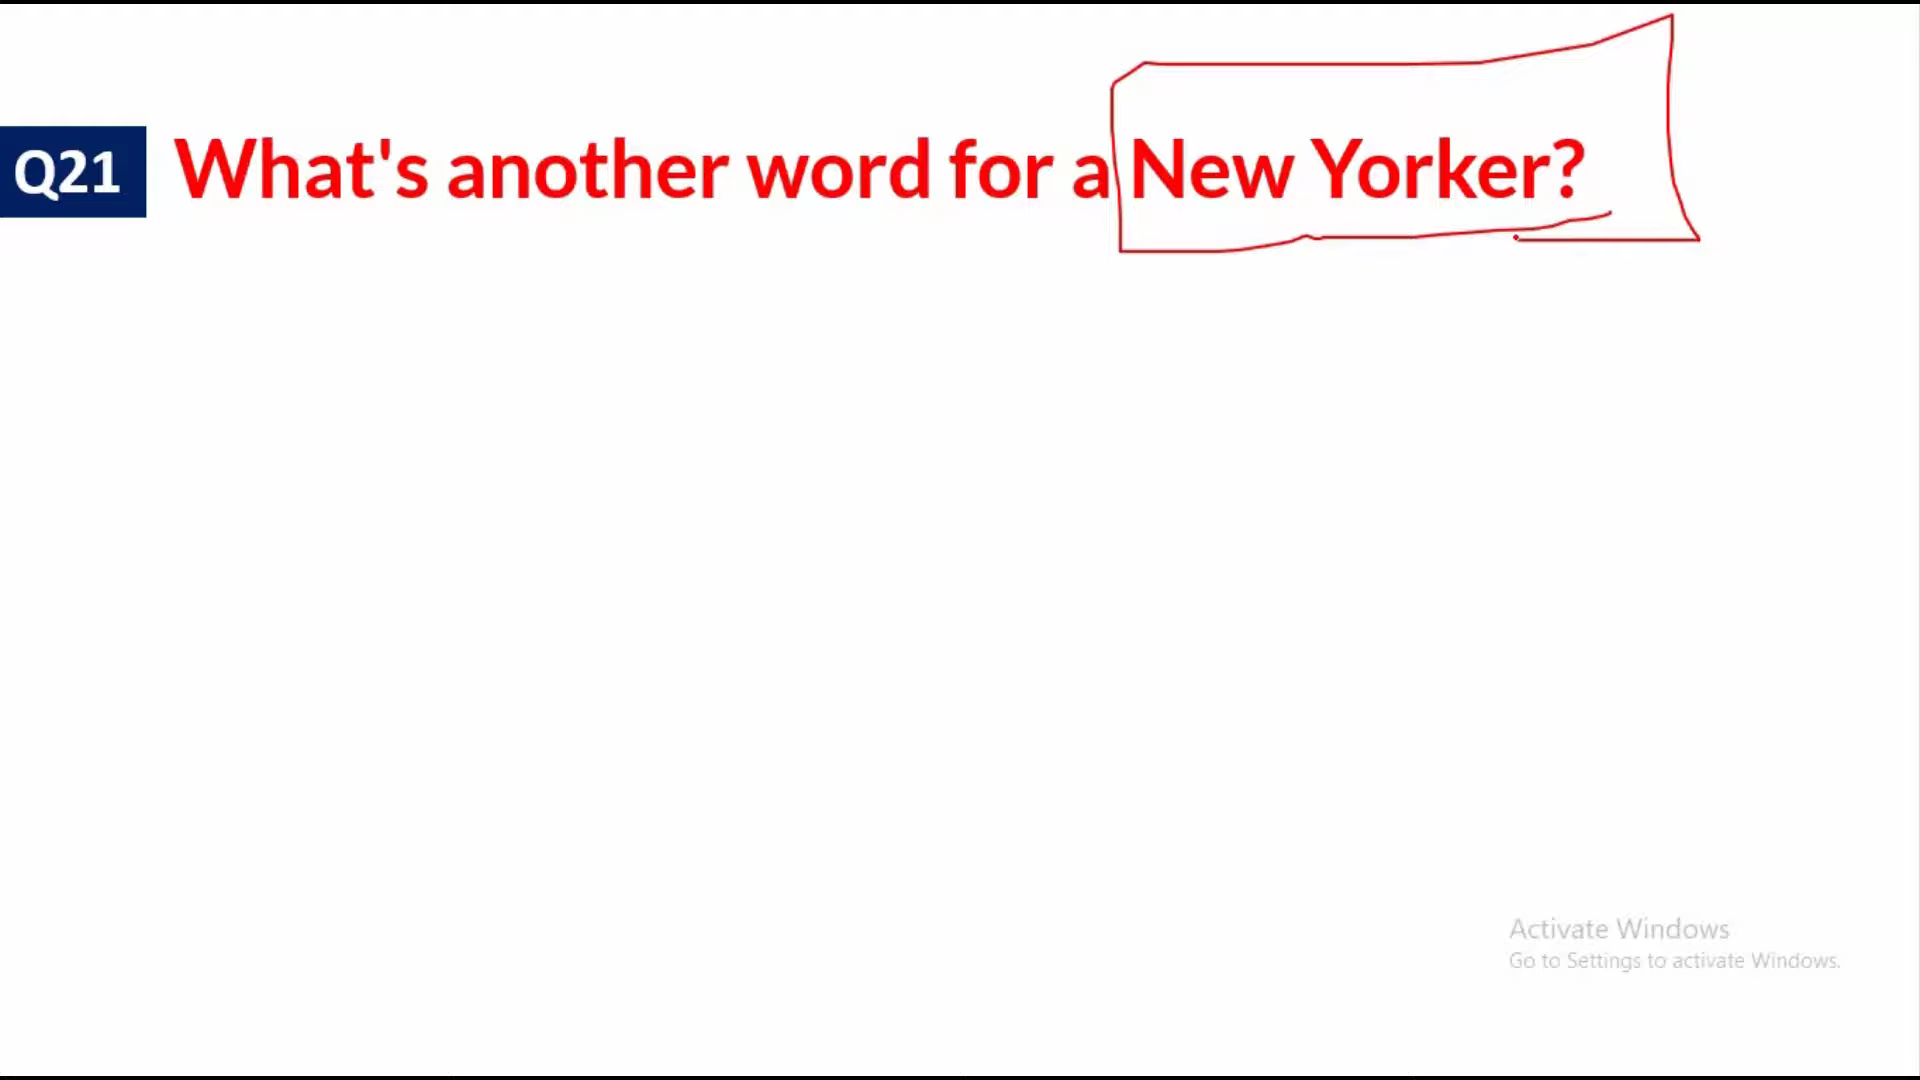 Q21 What's another word for a New Yorker?
Activate Windows
Go to Settings to activate Windows.